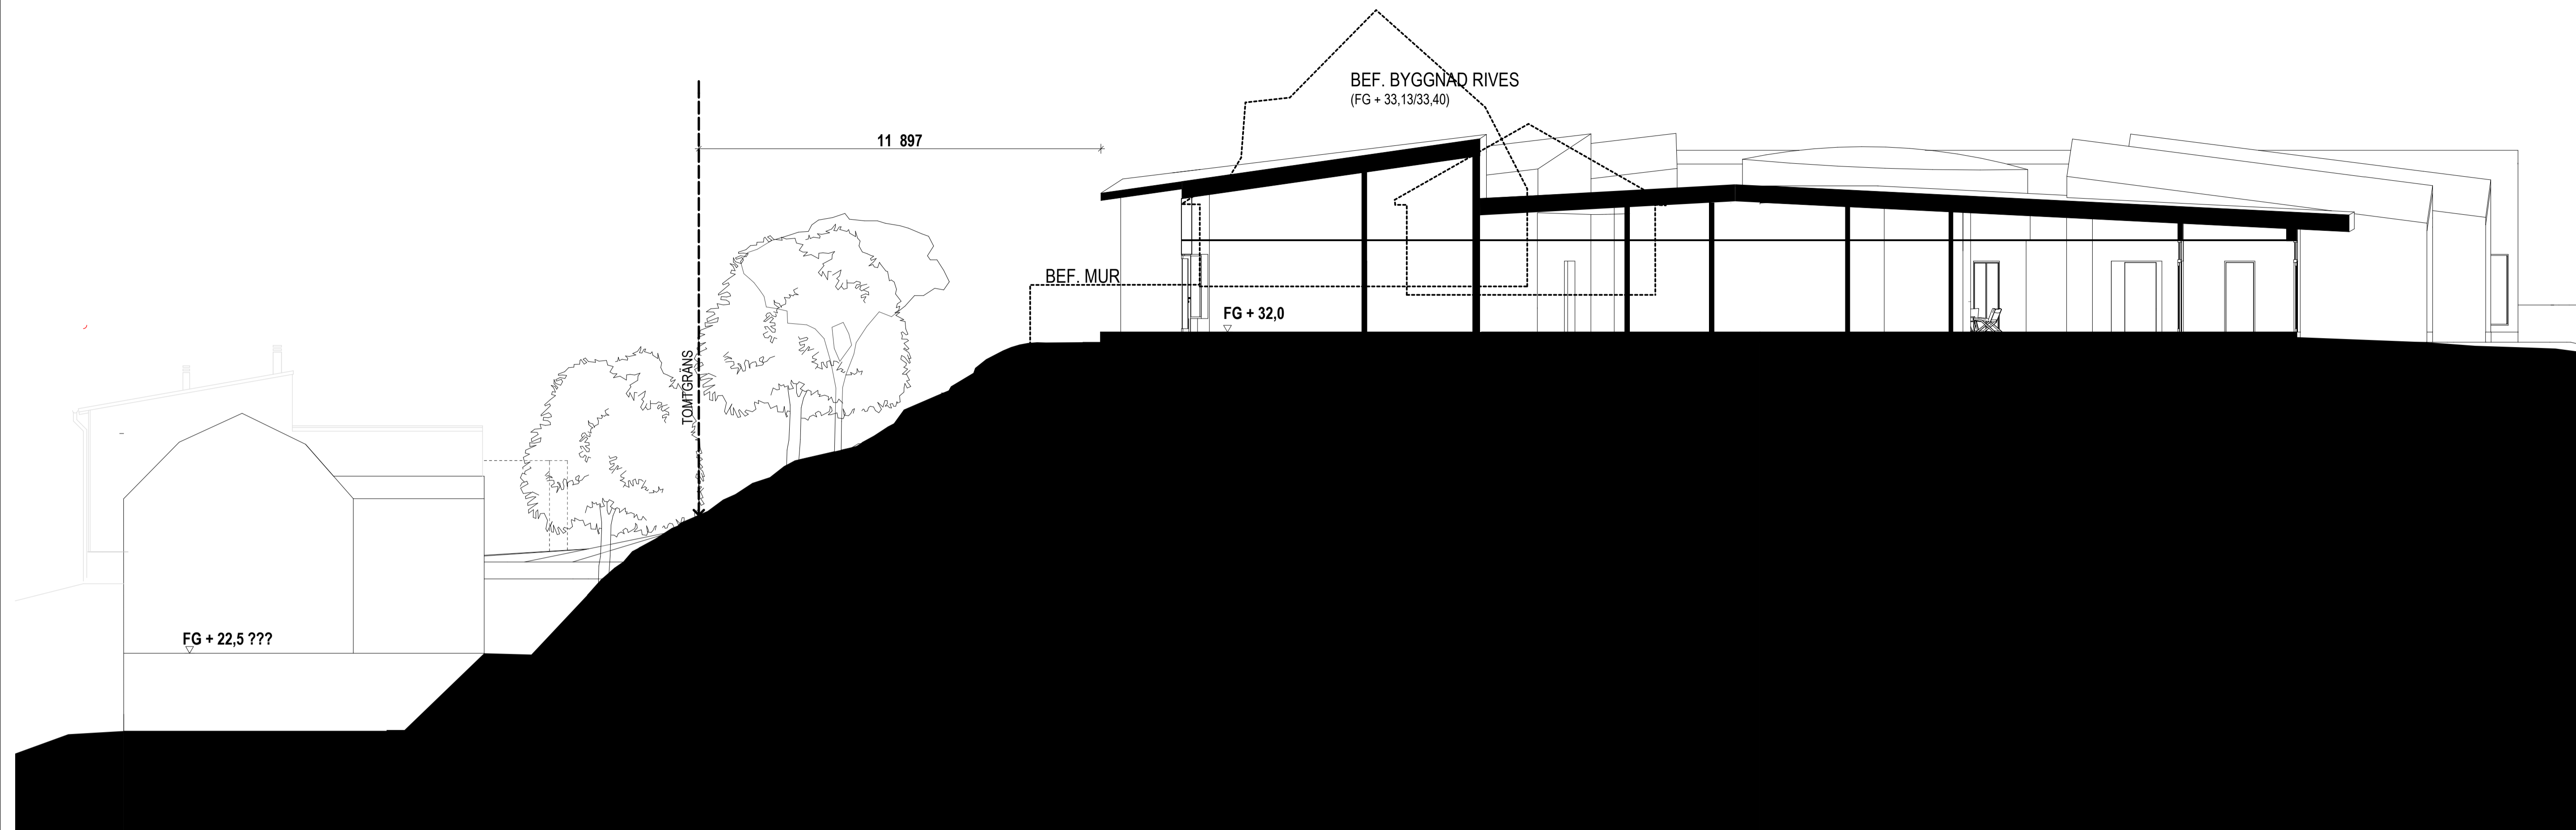 BEF. BYGGNAD RIVES
(FG + 33,13/33,40)
11 897
BEF. MUR
FG + 32,0
TOMTGRÄNS
FG + 22,5 ???